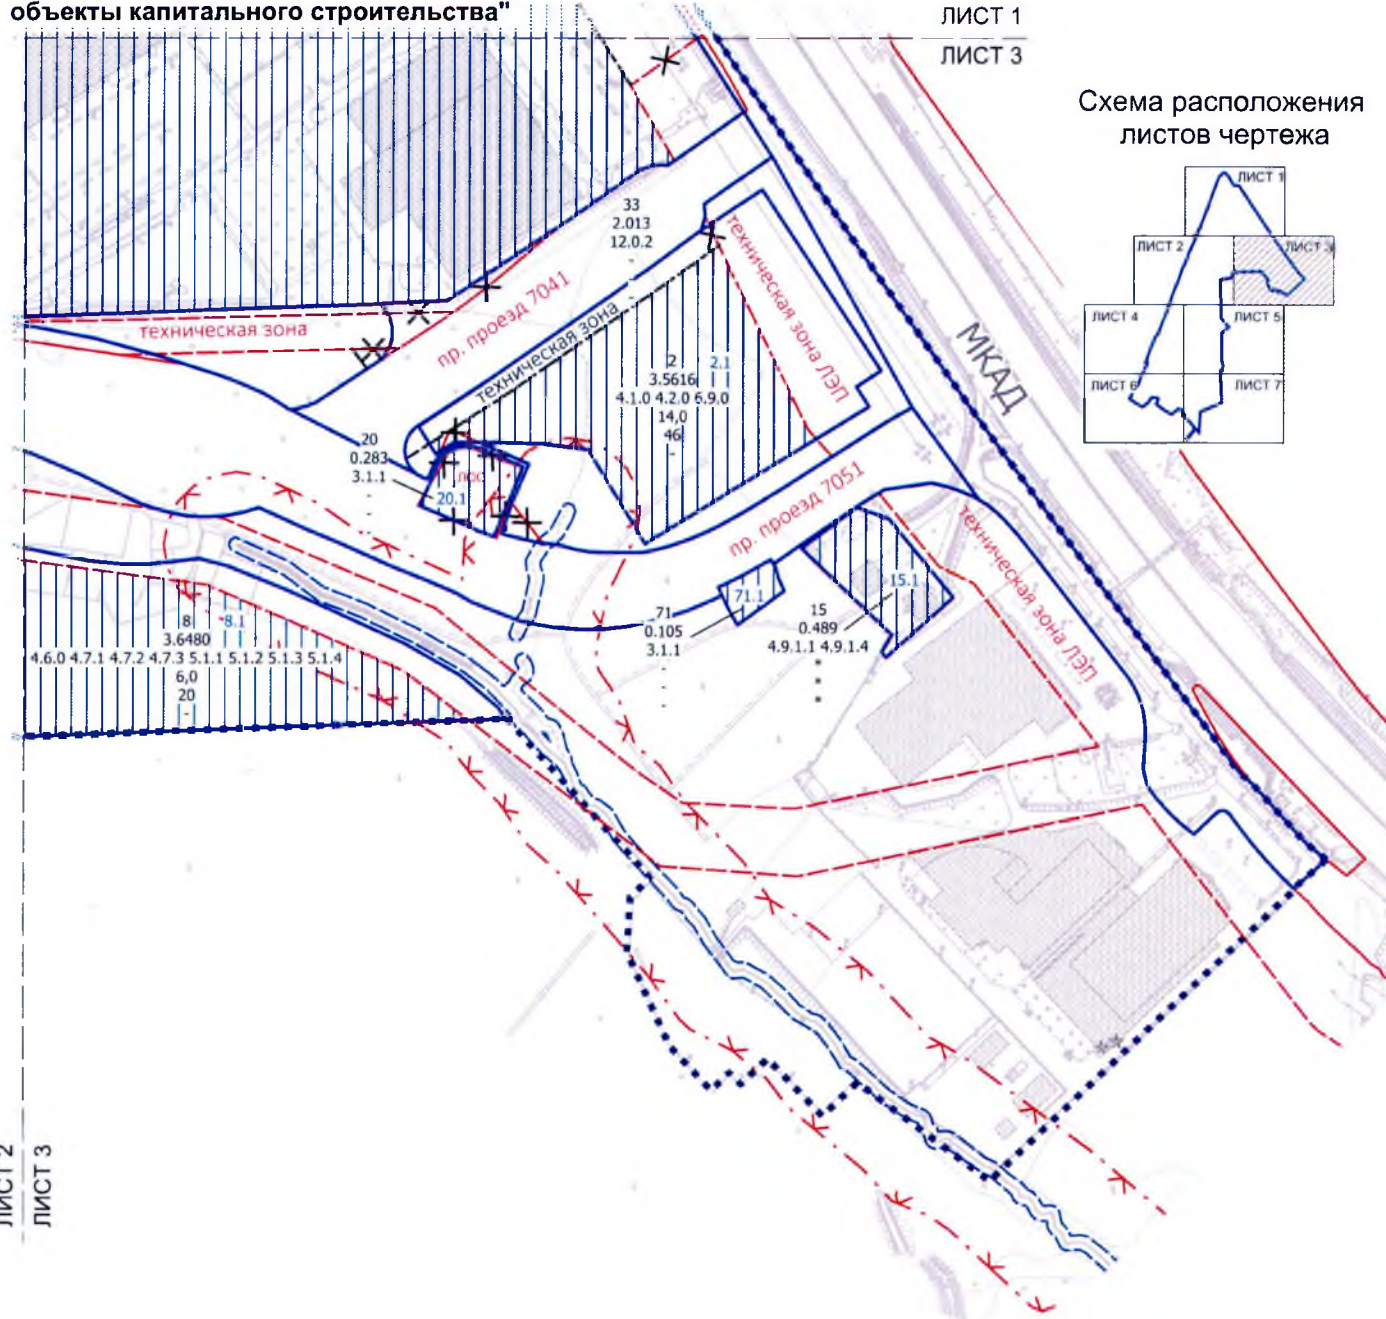 объекты капитального строительства"
ЛИСТ 1
ЛИСТ 3
Схема расположения
листов чертежа
ЛИСТ 1
ЛИСТ 2
ЛИСТ 3
ЛИСТ 4
ЛИСТ 5
ЛИСТ 6
ЛИСТ 7
33
2.013
12.0.2
техническая зона
пр. проезд 7041
техническая зона
техническая зона ЛЭП
МКАД
2 2.1
3.5616
4.1.0 4.2.0 6.9.0
14,0
46
-
20
0.283
3.1.1
-
-
ЛОС
20.1
пр. проезд 7051
техническая зона ЛЭП
15.1
71.1
71
0.105
3.1.1
-
-
-
15
0.489
4.9.1.1 4.9.1.4
8 8.1
3.6480
4.6.0 4.7.1 4.7.2 4.7.3 5.1.1 5.1.2 5.1.3 5.1.4
6,0
20
-
ЛИСТ 2
ЛИСТ 3